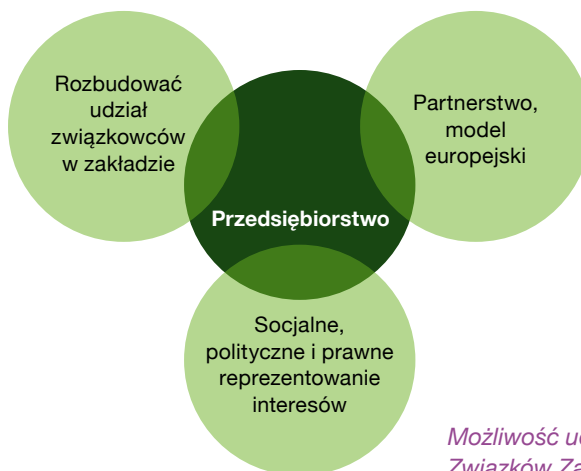 Rozbudować
udział
związkowców
w zakładzie
Partnerstwo,
model
europejski
Przedsiębiorstwo
Socjalne,
polityczne i prawne
reprezentowanie
interesów
Możliwość
Związków